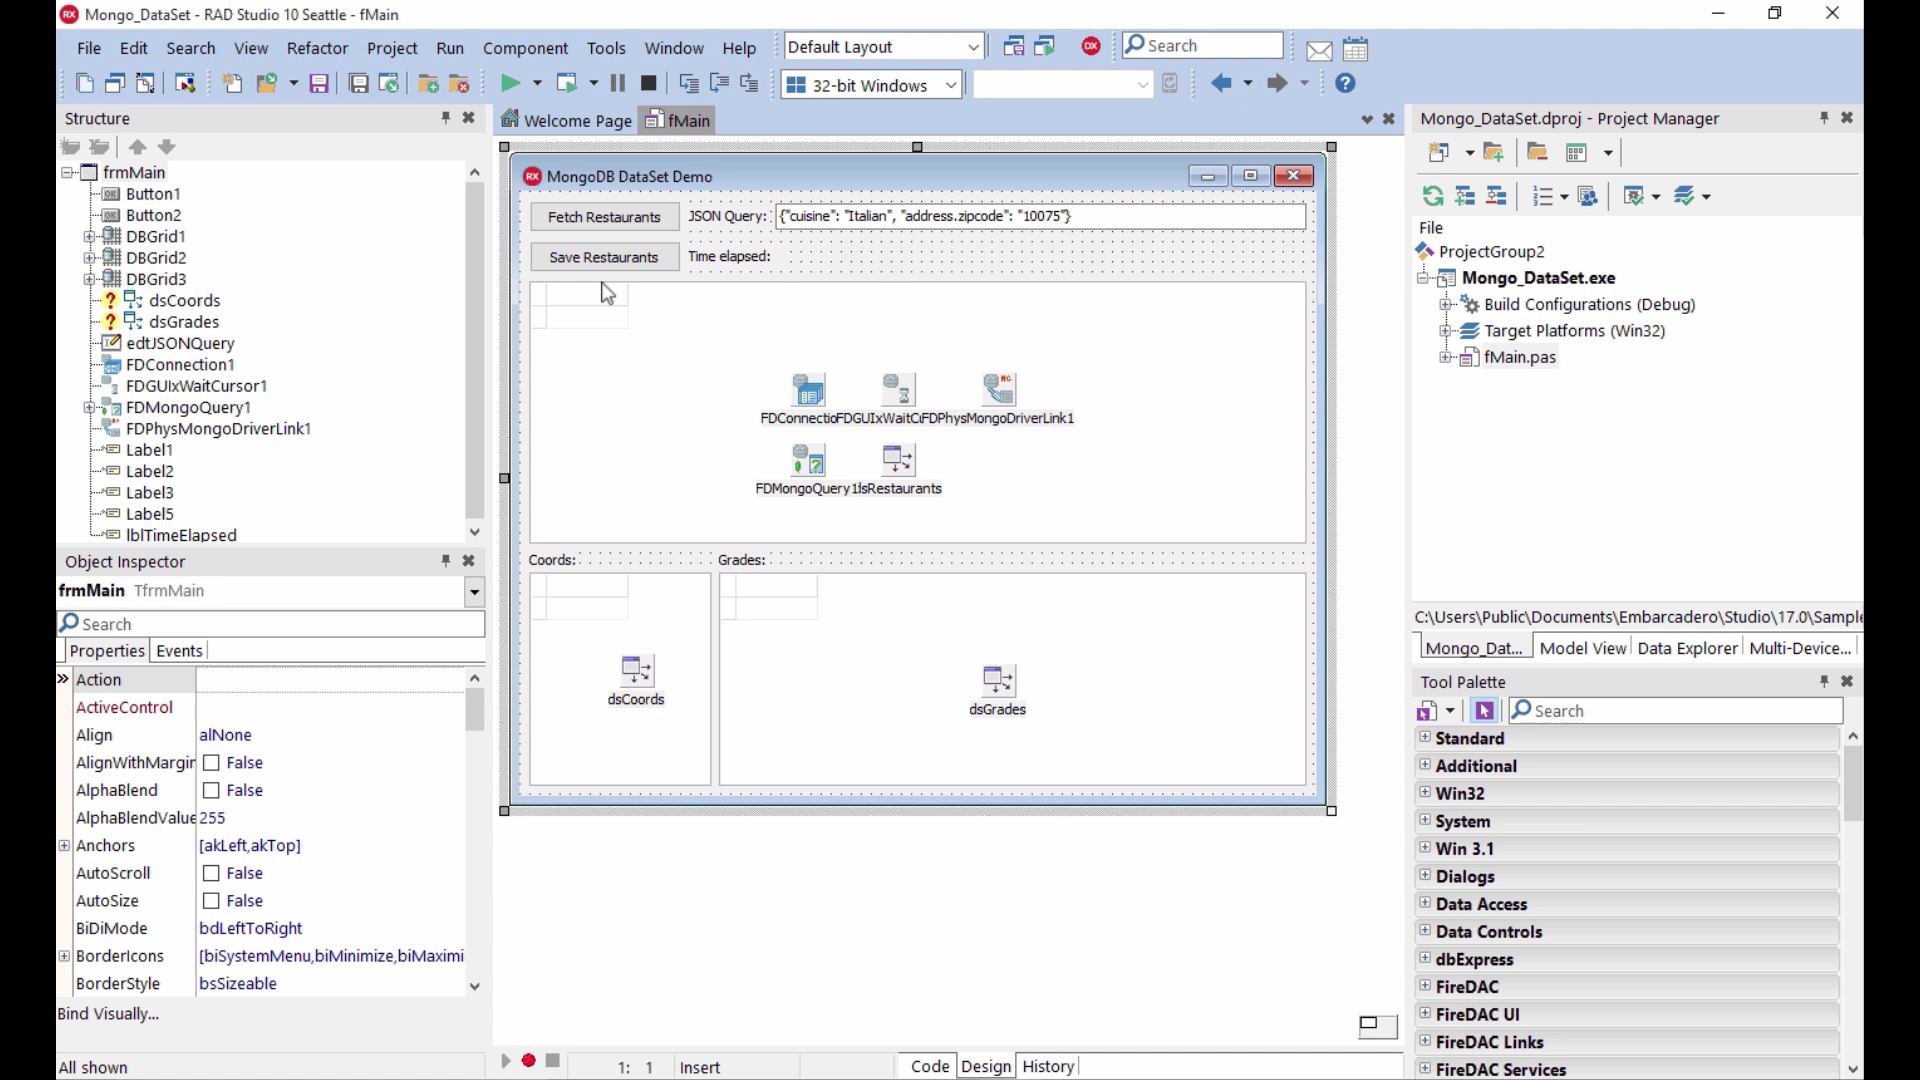 Mongo_DataSet - RAD Studio 10 Seattle - fMain
File Edit Search View Refactor Project Run Component Tools Window Help
Default Layout
Search
32-bit Windows
Structure
frmMain
Button1
Button2
DBGrid1
DBGrid2
DBGrid3
dsCoords
dsGrades
edtJSONQuery
FDConnection1
FDGUIxWaitCursor1
FDMongoQuery1
FDPhysMongoDriverLink1
Label1
Label2
Label3
Label5
lblTimeElapsed
Object Inspector
frmMain TfrmMain
Search
Properties Events
Action
ActiveControl
Align alNone
AlignWithMargin False
AlphaBlend False
AlphaBlendValue 255
Anchors [akLeft,akTop]
AutoScroll False
AutoSize False
BiDiMode bdLeftToRight
BorderIcons [biSystemMenu,biMinimize,biMaximi
BorderStyle bsSizeable
Bind Visually...
All shown
Welcome Page fMain
MongoDB DataSet Demo
Fetch Restaurants JSON Query: {"cuisine": "Italian", "address.zipcode": "10075"}
Save Restaurants Time elapsed:
FDConnectio FDGUIxWaitCu FDPhysMongoDriverLink1
FDMongoQuery1 dsRestaurants
Coords: Grades:
dsCoords
dsGrades
1: 1 Insert
Code Design History
Mongo_DataSet.dproj - Project Manager
File
ProjectGroup2
Mongo_DataSet.exe
Build Configurations (Debug)
Target Platforms (Win32)
fMain.pas
C:\Users\Public\Documents\Embarcadero\Studio\17.0\Sample
Mongo_Dat... Model View Data Explorer Multi-Device...
Tool Palette
Search
Standard
Additional
Win32
System
Win 3.1
Dialogs
Data Access
Data Controls
dbExpress
FireDAC
FireDAC UI
FireDAC Links
FireDAC Services